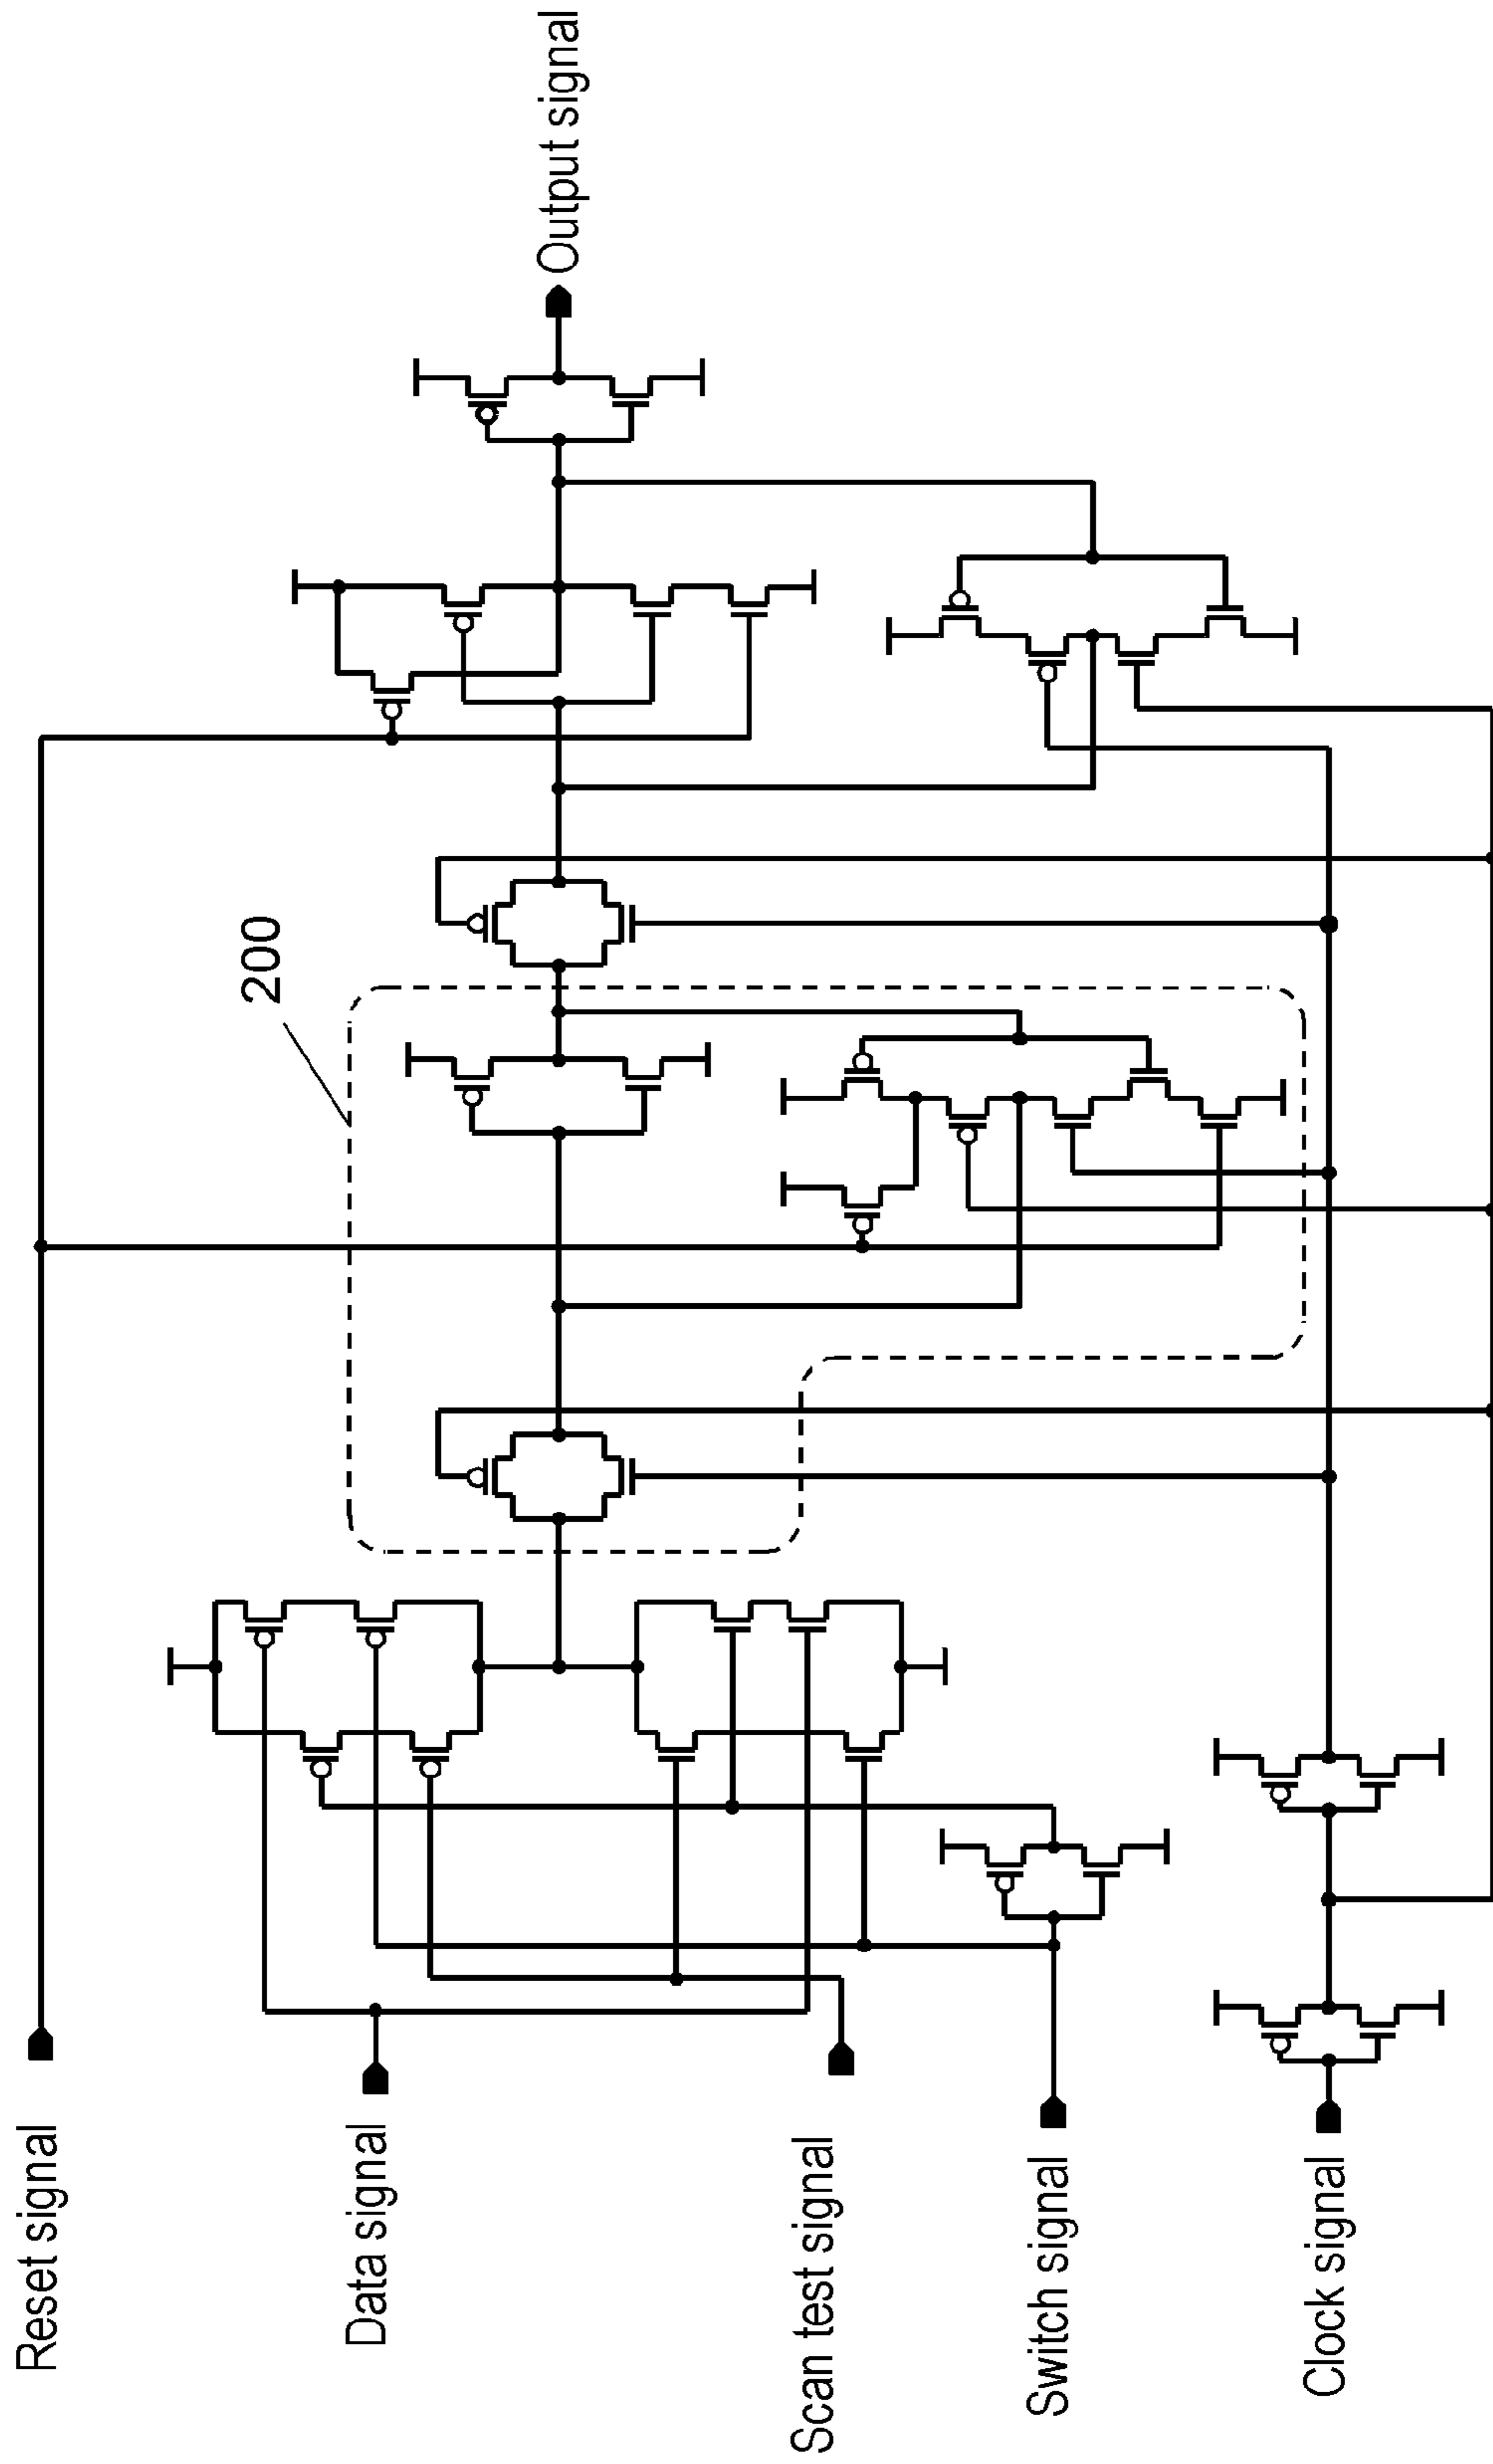 Reset signal
Data signal
Scan test signal
Switch signal
Clock signal
200
Output signal